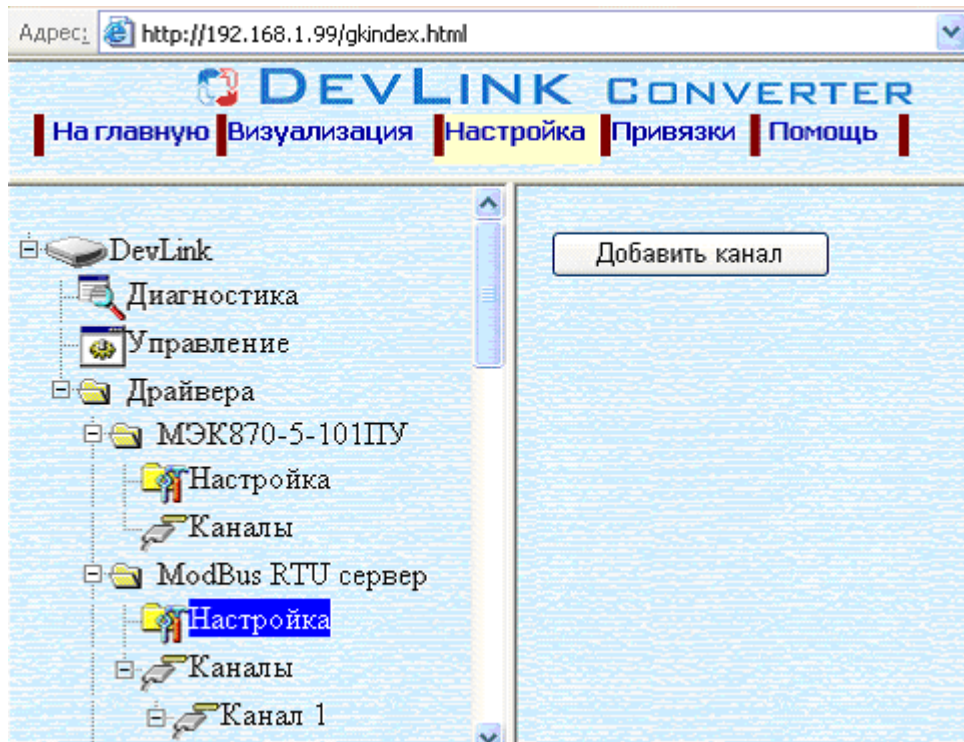 Адрес: http://192.168.1.99/gkindex.html
DEVLINK CONVERTER
На главную Визуализация Настройка Привязки Помощь
DevLink
Диагностика
Управление
Драйвера
МЭК870-5-101ПУ
Настройка
Каналы
ModBus RTU сервер
Настройка
Каналы
Канал 1
Добавить канал